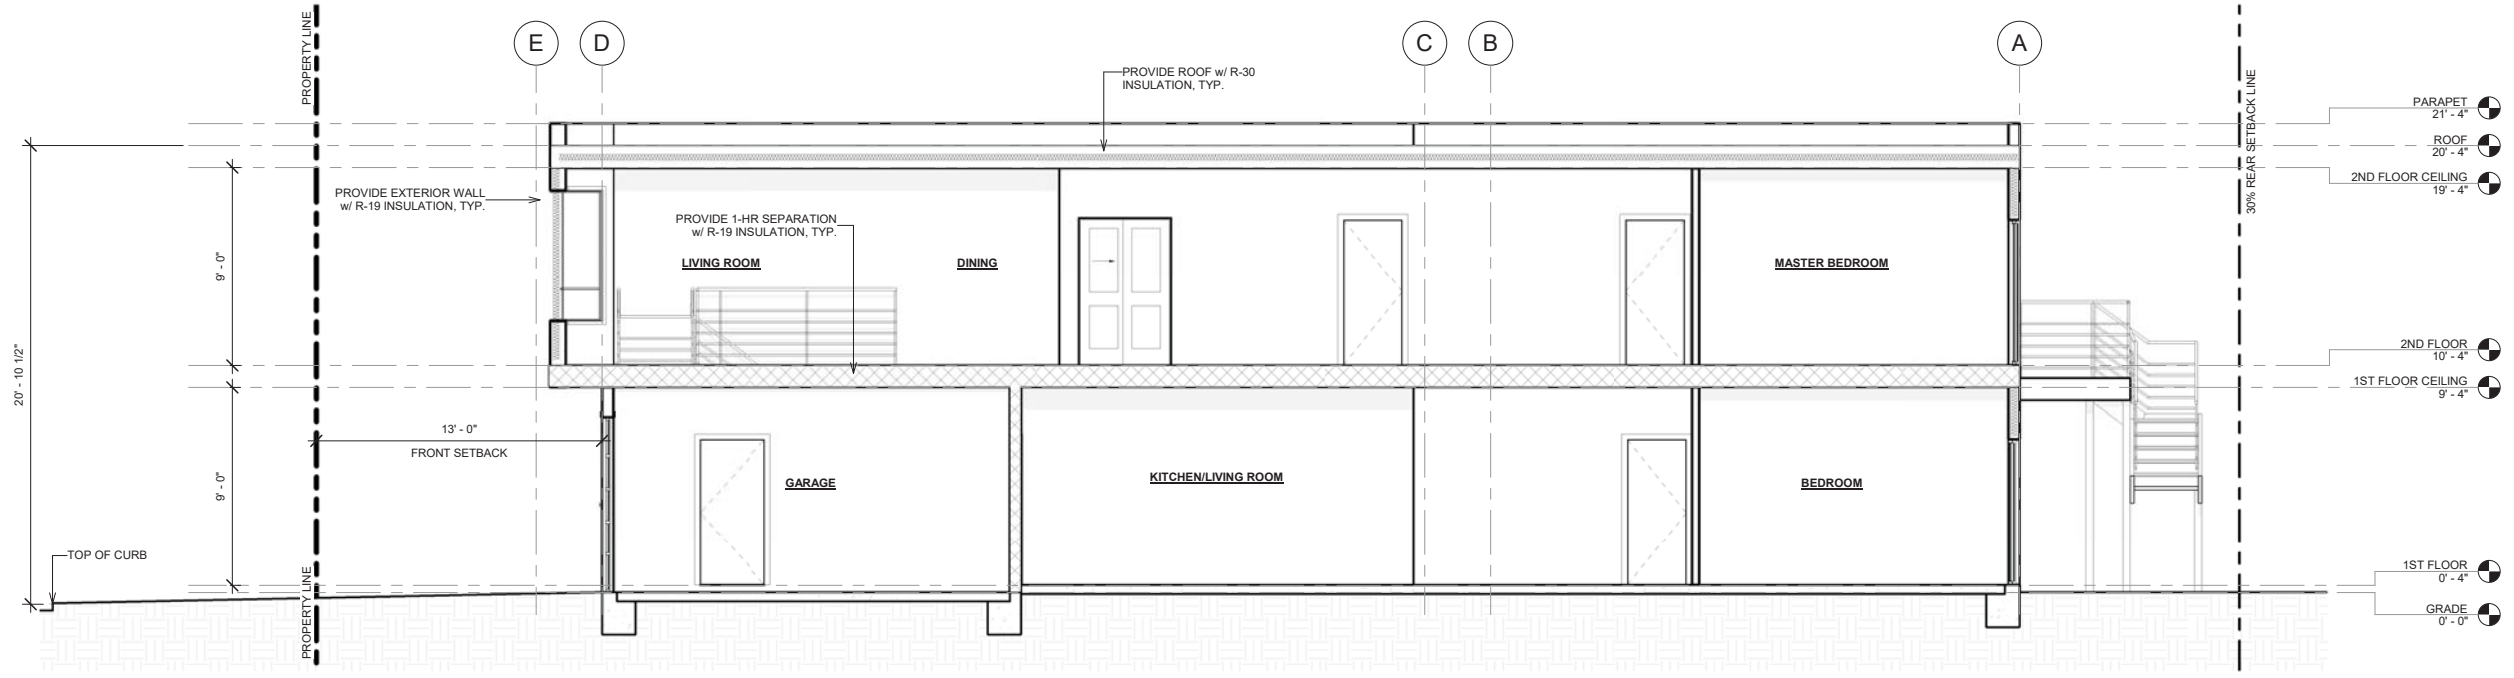 PROPERTY LINE
E
D
C
B
A
PROVIDE ROOF w/ R-30
INSULATION, TYP.
30% REAR SETBACK LINE
PARAPET
21' - 4"
ROOF
20' - 4"
2ND FLOOR CEILING
19' - 4"
PROVIDE EXTERIOR WALL
w/ R-19 INSULATION, TYP.
PROVIDE 1-HR SEPARATION
w/ R-19 INSULATION, TYP.
9' - 0"
LIVING ROOM
DINING
MASTER BEDROOM
20' - 10 1/2"
2ND FLOOR
10' - 4"
1ST FLOOR CEILING
9' - 4"
13' - 0"
FRONT SETBACK
9' - 0"
GARAGE
KITCHEN/LIVING ROOM
BEDROOM
TOP OF CURB
PROPERTY LINE
1ST FLOOR
0' - 4"
GRADE
0' - 0"